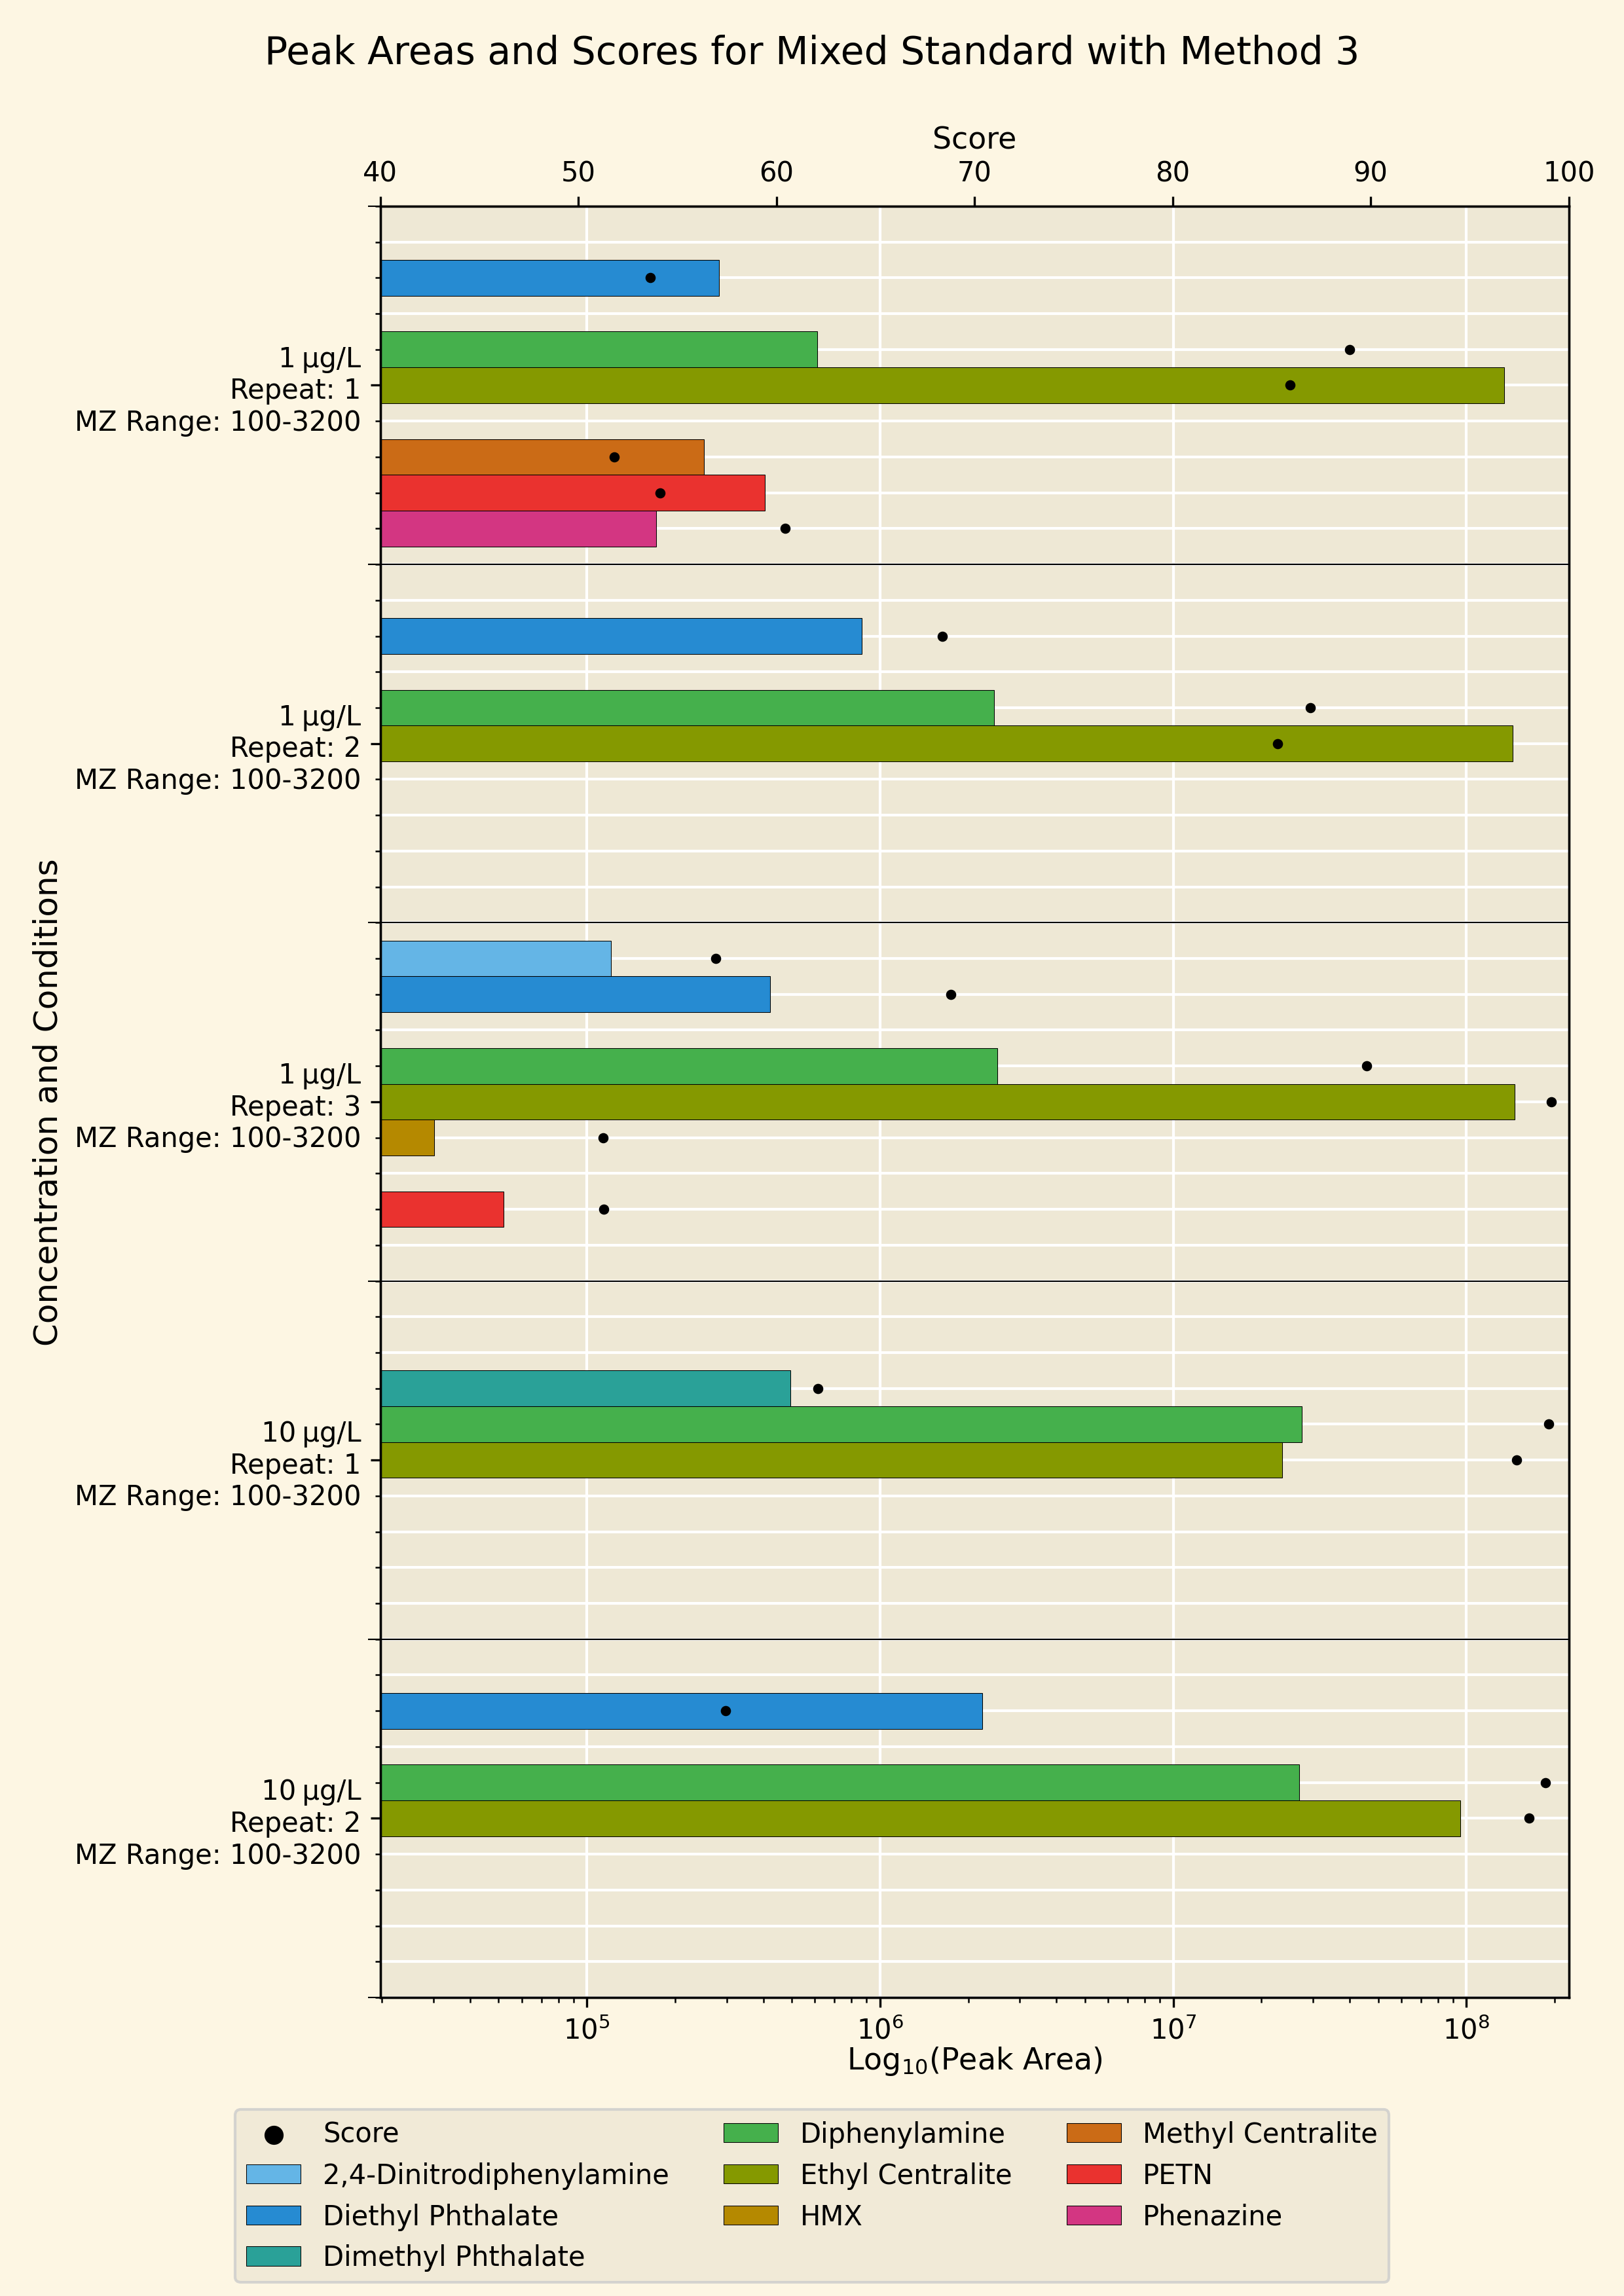 Peak Areas and Scores for Mixed Standard with Method 3
Score
40 50 60 70 80 90 100
1 µg/L
Repeat: 1
MZ Range: 100-3200
1 µg/L
Repeat: 2
MZ Range: 100-3200
1 µg/L
Repeat: 3
MZ Range: 100-3200
10 µg/L
Repeat: 1
MZ Range: 100-3200
10 µg/L
Repeat: 2
MZ Range: 100-3200
Concentration and Conditions
10⁵ 10⁶ 10⁷ 10⁸
Log₁₀(Peak Area)
Score
2,4-Dinitrodiphenylamine
Diethyl Phthalate
Dimethyl Phthalate
Diphenylamine
Ethyl Centralite
HMX
Methyl Centralite
PETN
Phenazine